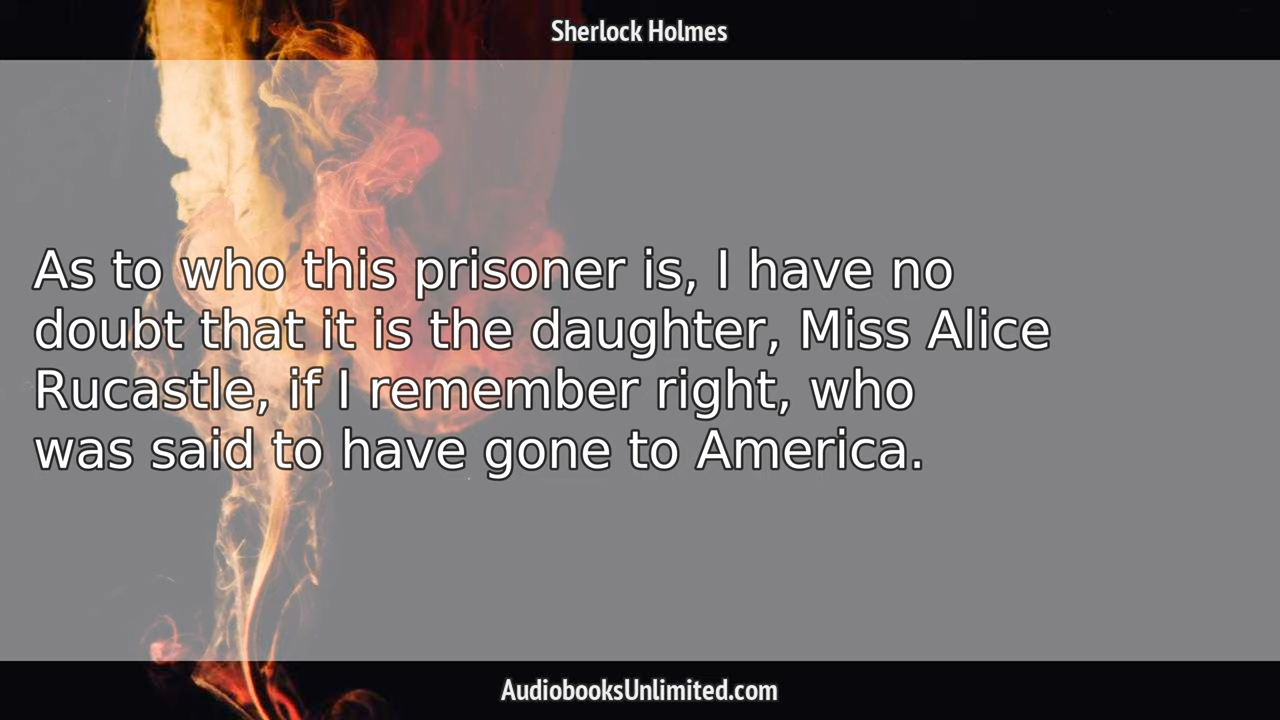 Sherlock Holmes
As to who this prisoner is, I have no
doubt that it is the daughter, Miss Alice
Rucastle, if I remember right, who
was said to have gone to America.
AudiobooksUnlimited.com